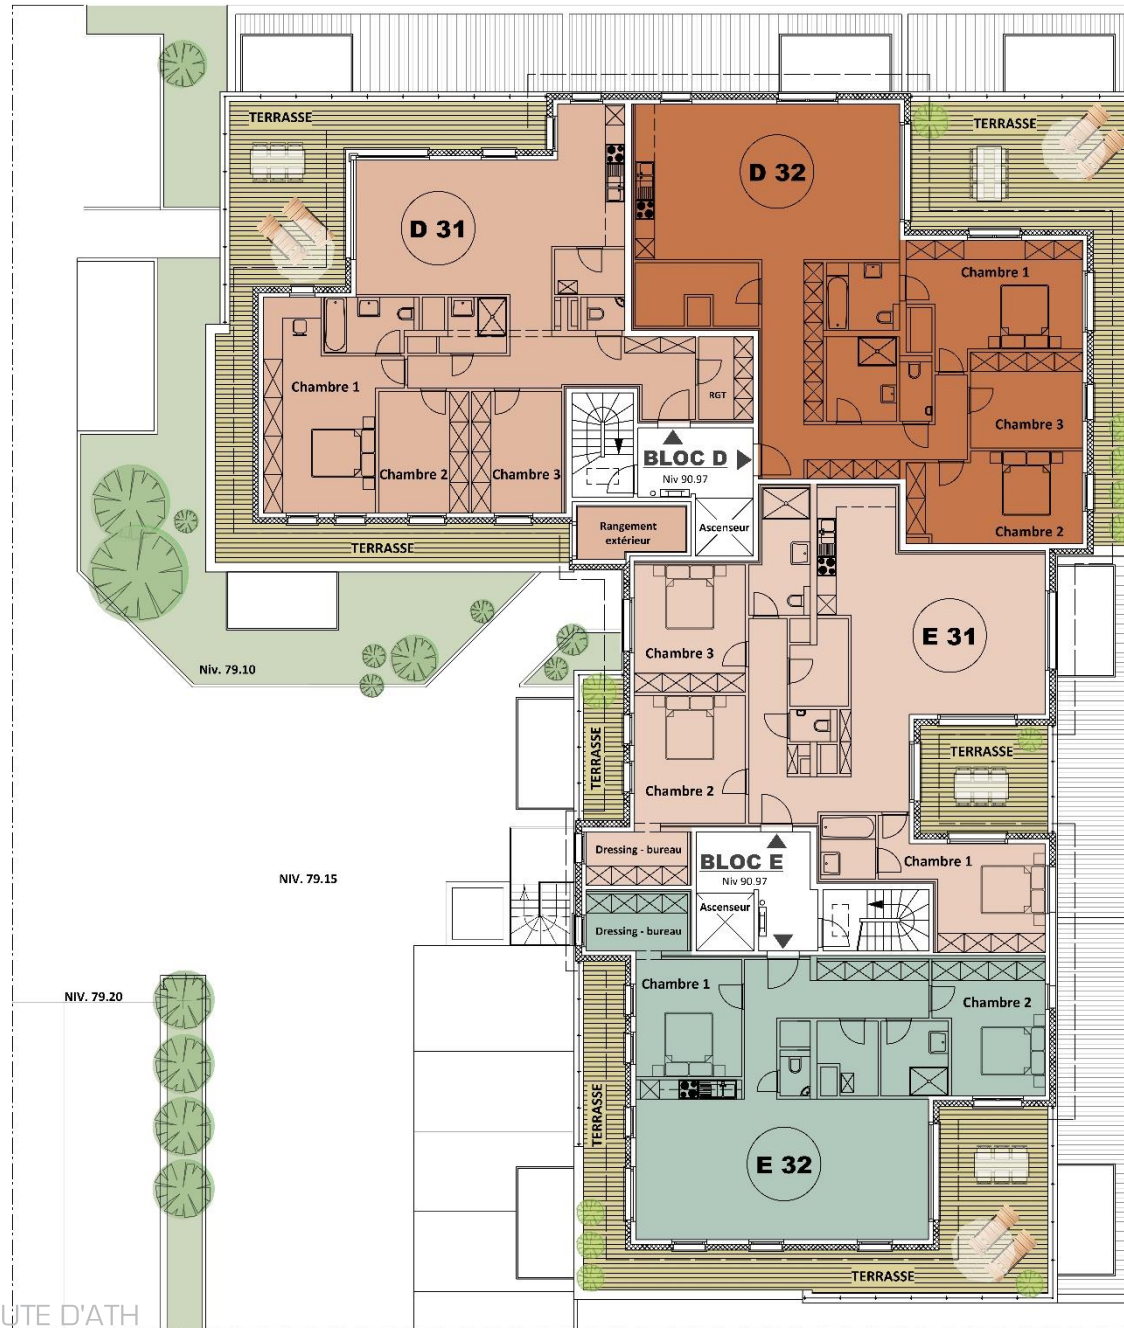 TERRASSE
TERRASSE
D 31
D 32
Chambre 1
Chambre 1
RGT
Chambre 2
Chambre 3
Chambre 3
BLOC D
Niv 90.97
Chambre 2
Rangement
extérieur
Ascenseur
TERRASSE
E 31
Chambre 3
Niv. 79.10
TERRASSE
TERRASSE
Chambre 2
Dressing - bureau
BLOC E
Niv 90.97
Chambre 1
NIV. 79.15
Ascenseur
Dressing - bureau
Chambre 1
NIV. 79.20
Chambre 2
TERRASSE
E 32
TERRASSE
UTE D'ATH